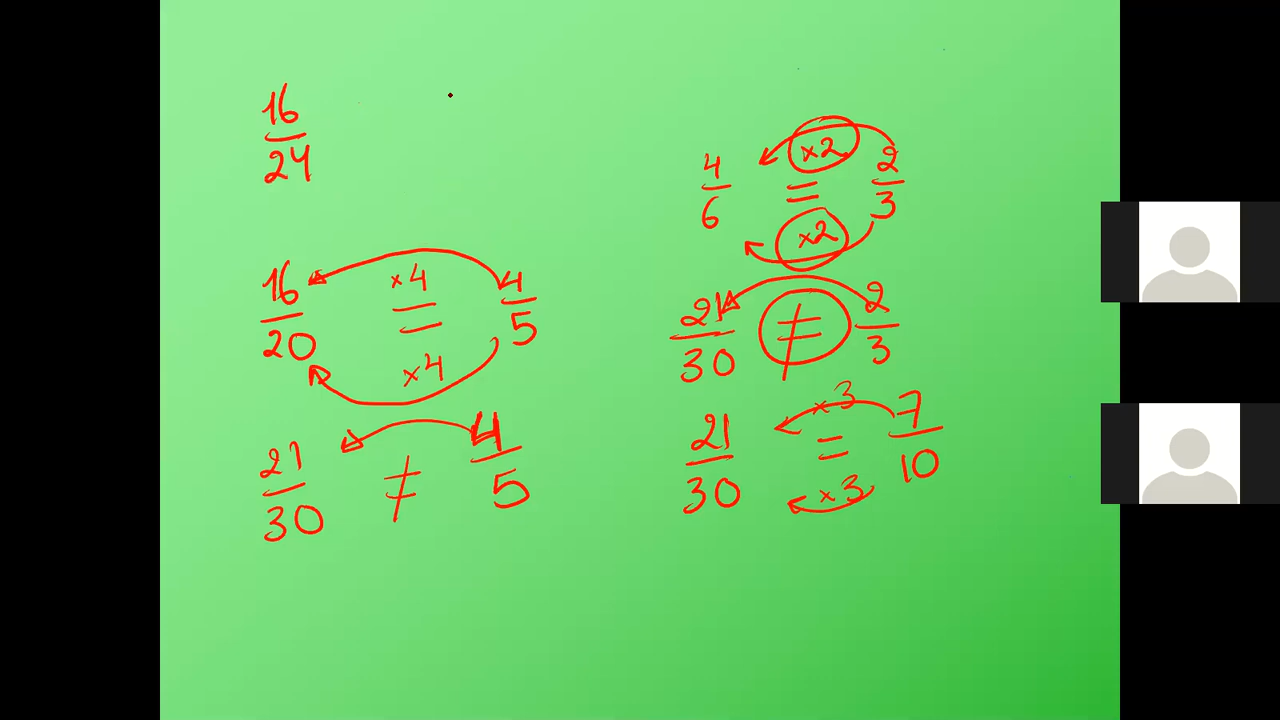 16/24
16/20 = 4/5
×4
×4
21/30 ≠ 4/5
4/6 = 2/3
×2
×2
21/30 ≠ 2/3
21/30 = 7/10
×3
×3